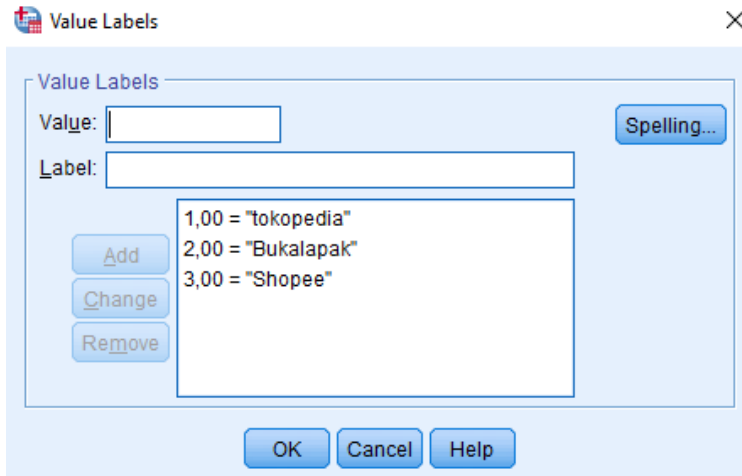 Value Labels
Value Labels
Value:
Spelling...
Label:
1,00 = "tokopedia"
2,00 = "Bukalapak"
3,00 = "Shopee"
Add
Change
Remove
OK Cancel Help